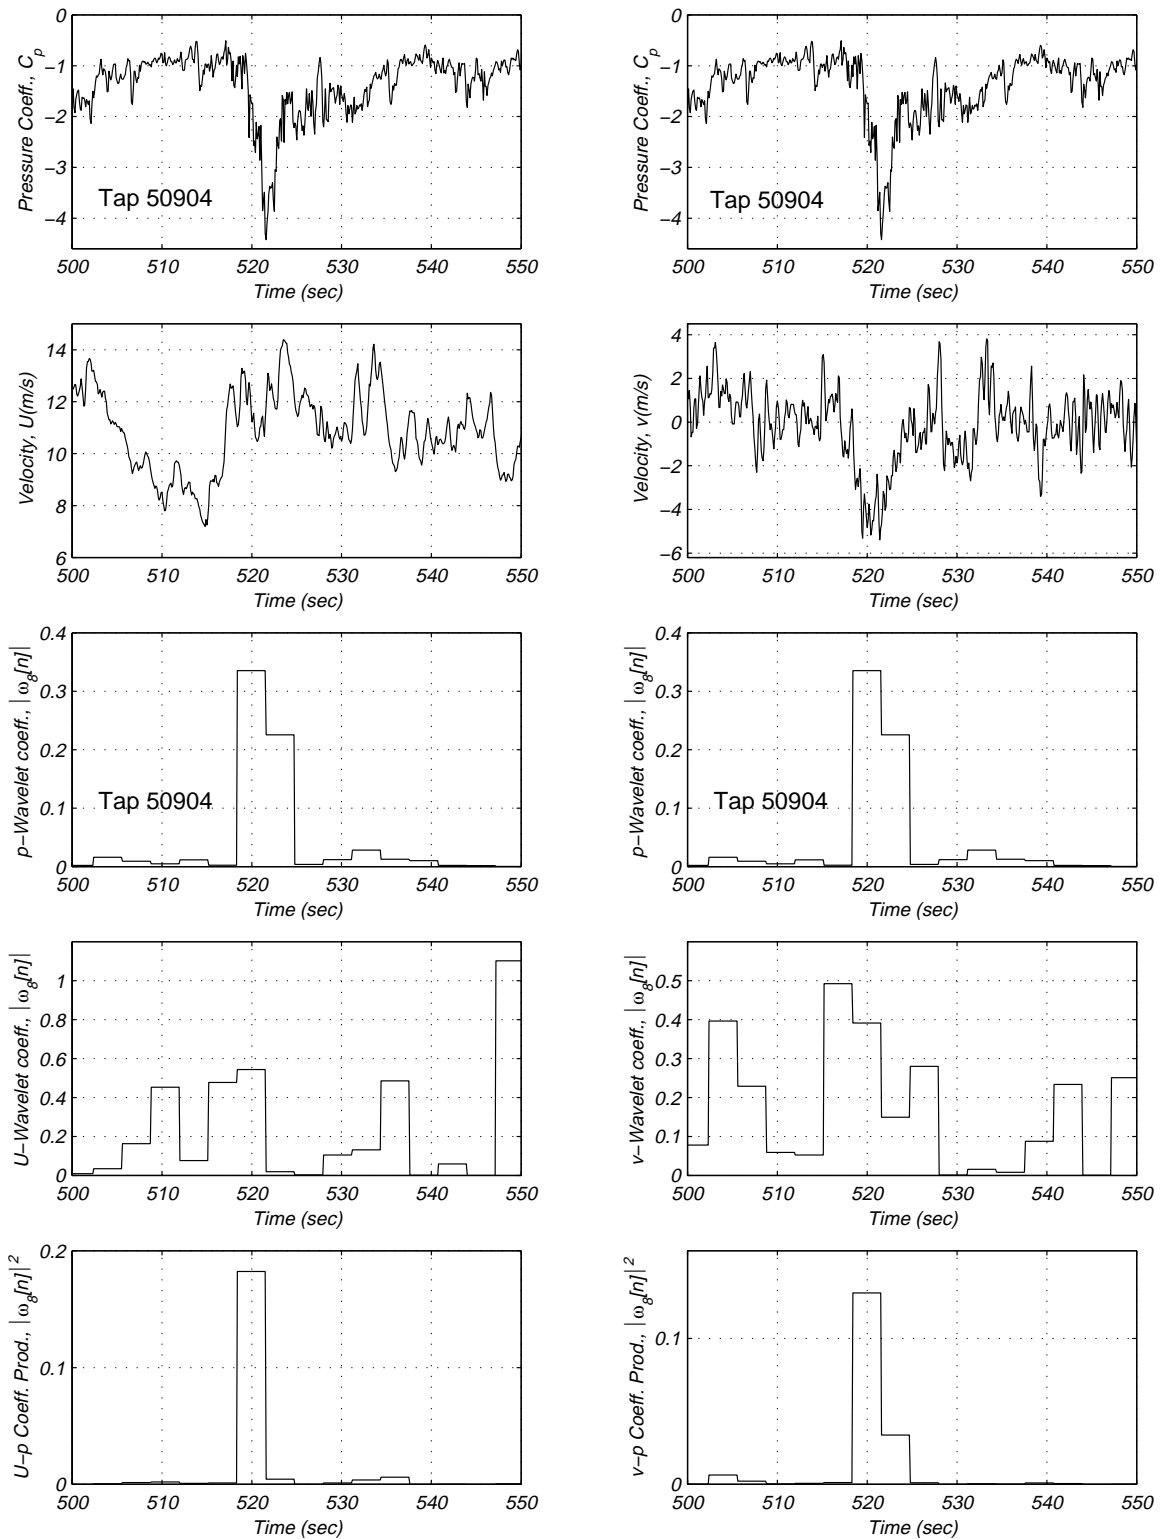 0
−1
−2
−3
−4
Pressure Coeff., C_p
Tap 50904
500 510 520 530 540 550
Time (sec)
0
−1
−2
−3
−4
Pressure Coeff., C_p
Tap 50904
500 510 520 530 540 550
Time (sec)
14
12
10
8
6
Velocity, U(m/s)
500 510 520 530 540 550
Time (sec)
4
2
0
−2
−4
−6
Velocity, v(m/s)
500 510 520 530 540 550
Time (sec)
0.4
0.3
0.2
0.1
0
p−Wavelet coeff., |ω_8[n]|
Tap 50904
500 510 520 530 540 550
Time (sec)
0.4
0.3
0.2
0.1
0
p−Wavelet coeff., |ω_8[n]|
Tap 50904
500 510 520 530 540 550
Time (sec)
1
0.8
0.6
0.4
0.2
0
U−Wavelet coeff., |ω_8[n]|
500 510 520 530 540 550
Time (sec)
0.5
0.4
0.3
0.2
0.1
0
v−Wavelet coeff., |ω_8[n]|
500 510 520 530 540 550
Time (sec)
0.2
0.1
0
U−p Coeff. Prod., |ω_8[n]|^2
500 510 520 530 540 550
Time (sec)
0.1
0
v−p Coeff. Prod., |ω_8[n]|^2
500 510 520 530 540 550
Time (sec)